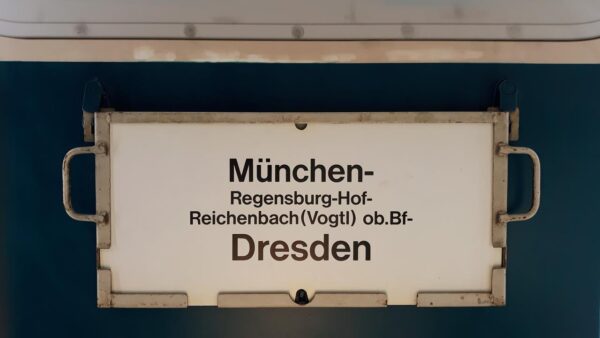 München-
Regensburg-Hof-
Reichenbach(Vogtl) ob.Bf-
Dresden